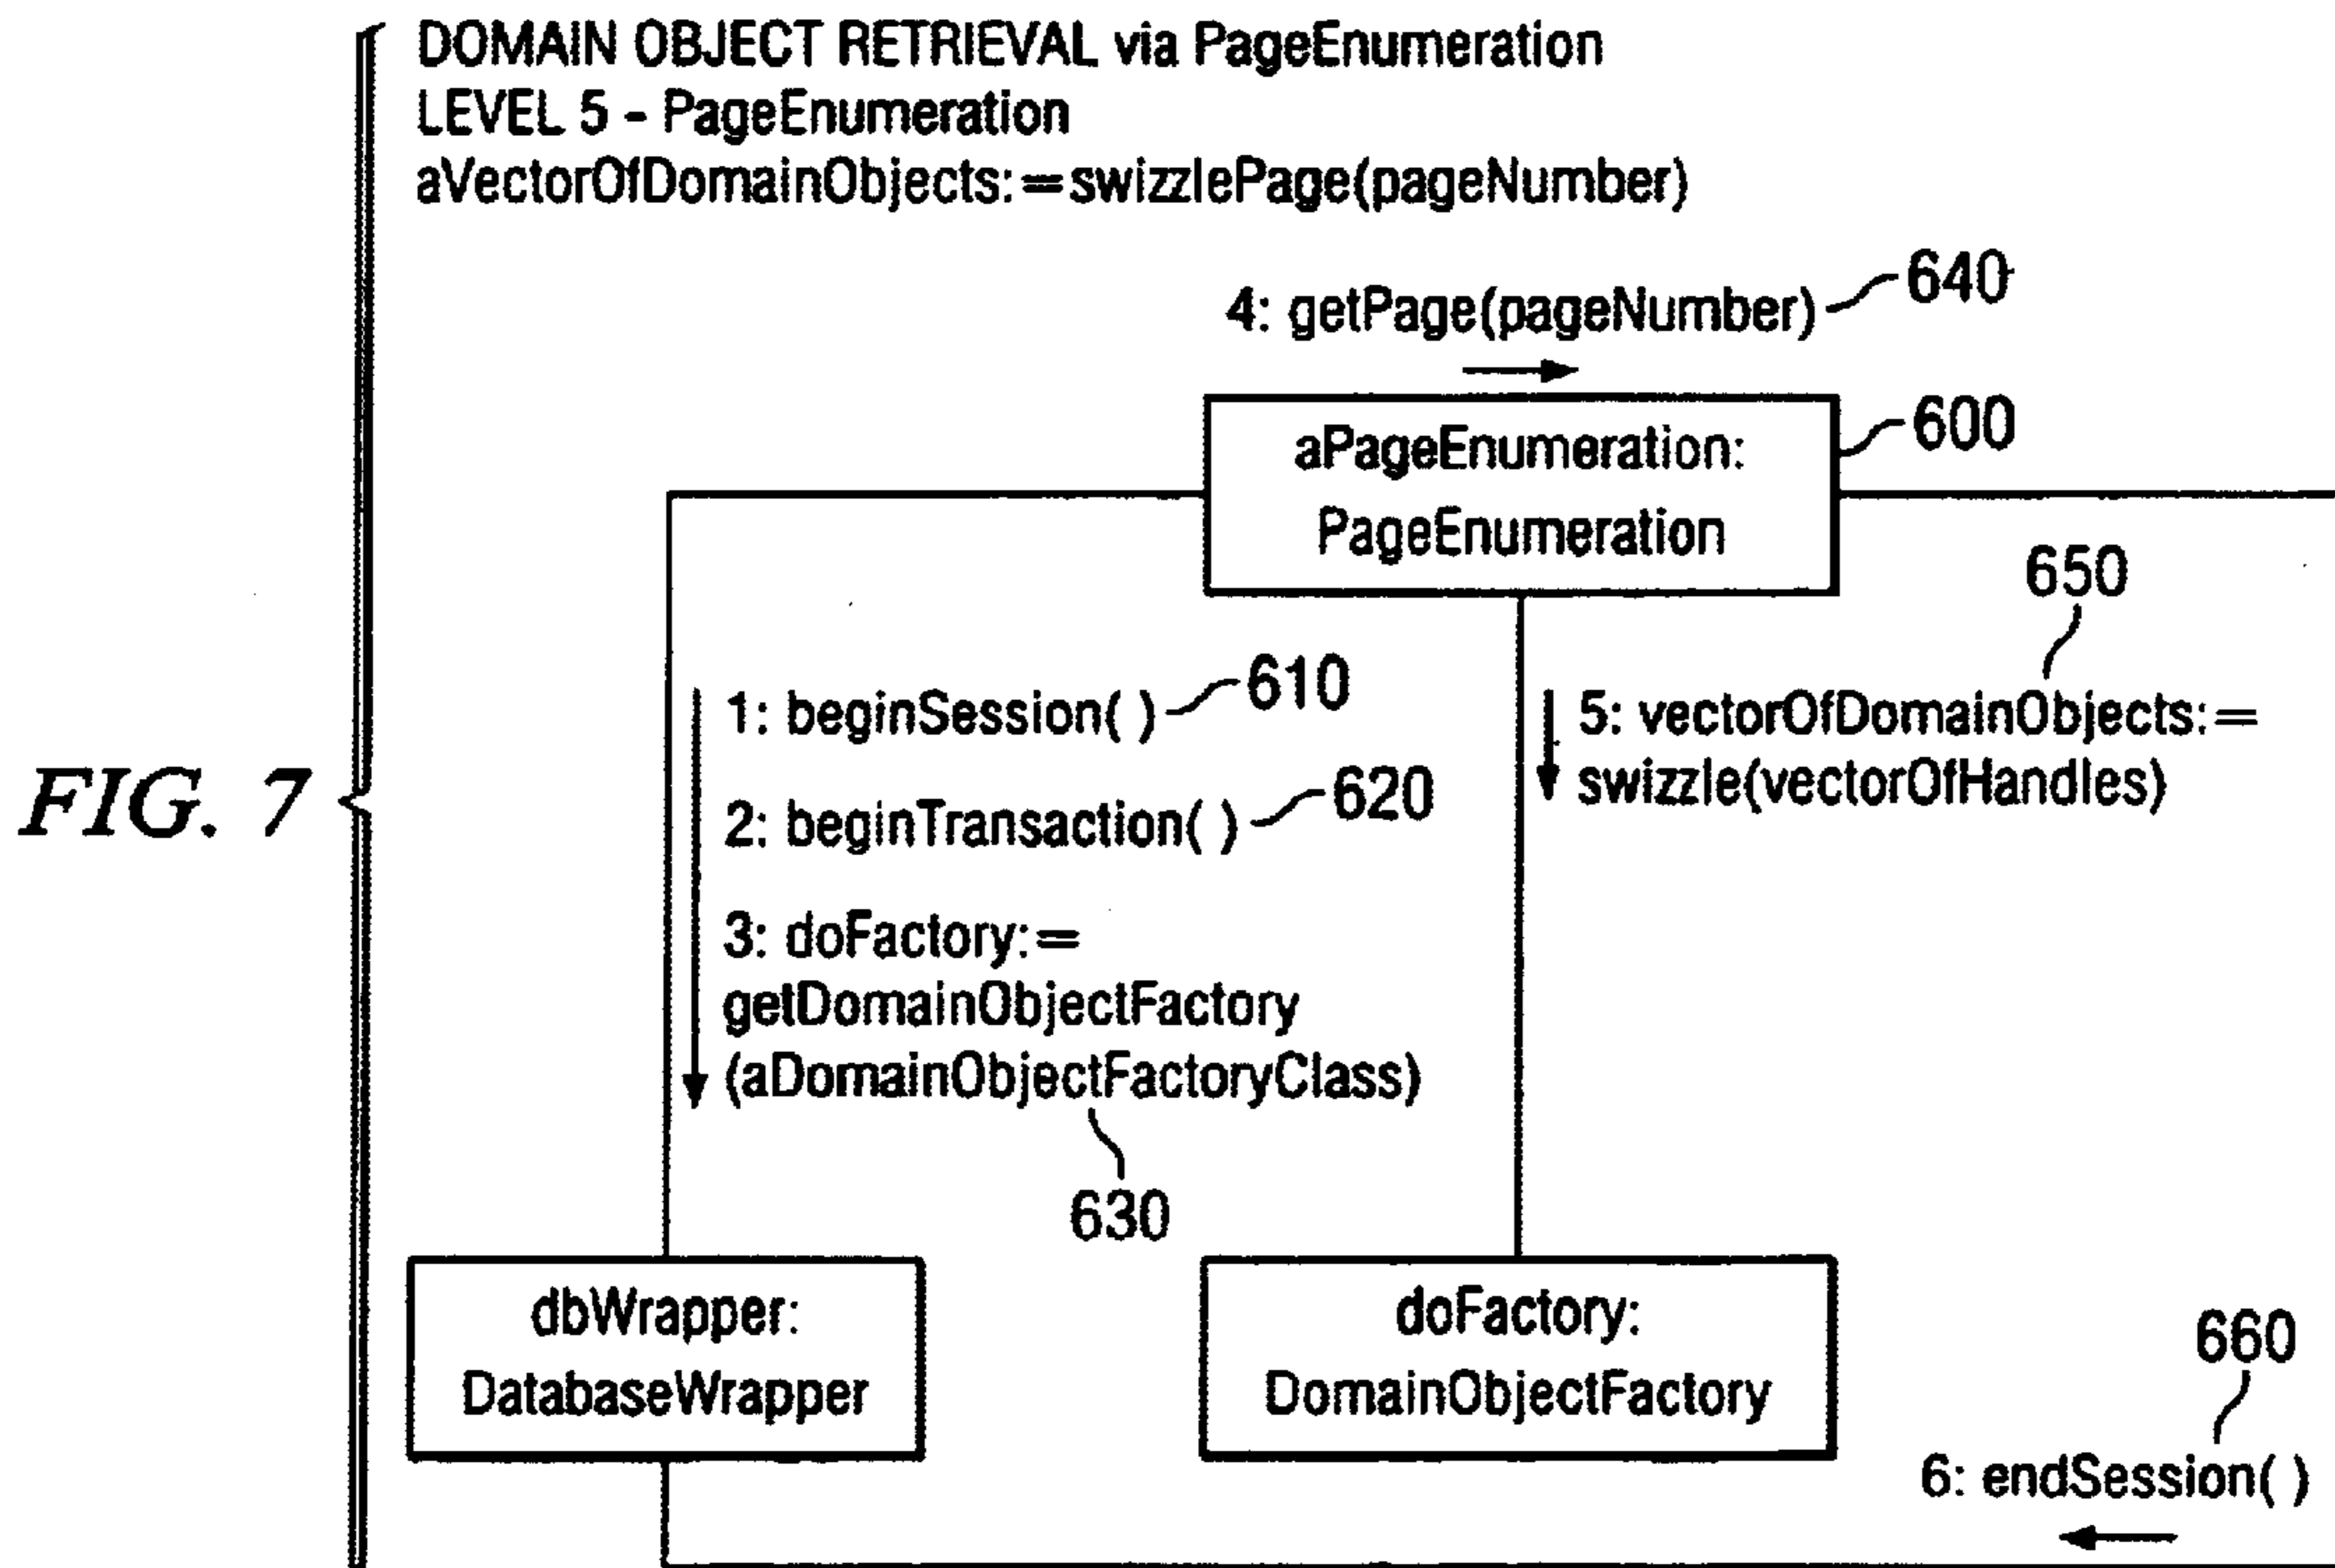 DOMAIN OBJECT RETRIEVAL via PageEnumeration
LEVEL 5 - PageEnumeration
aVectorOfDomainObjects:=swizzlePage(pageNumber)
640
4: getPage(pageNumber)
600
aPageEnumeration:
PageEnumeration
650
610
1: beginSession( )
5: vectorOfDomainObjects:=
swizzle(vectorOfHandles)
620
2: beginTransaction( )
FIG. 7
3: doFactory:=
getDomainObjectFactory
(aDomainObjectFactoryClass)
630
dbWrapper:
DatabaseWrapper
doFactory:
DomainObjectFactory
660
6: endSession( )